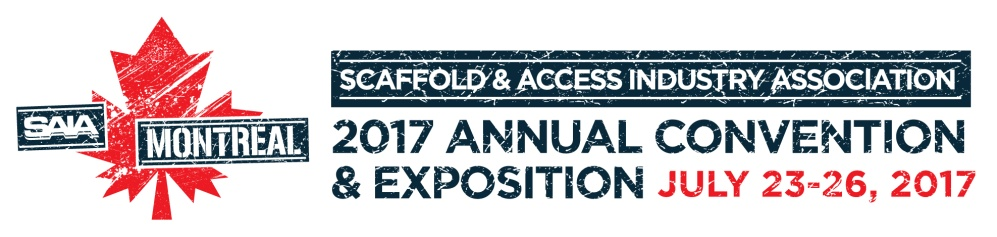 SAIA
MONTREAL
SCAFFOLD & ACCESS INDUSTRY ASSOCIATION
2017 ANNUAL CONVENTION
& EXPOSITION JULY 23-26, 2017